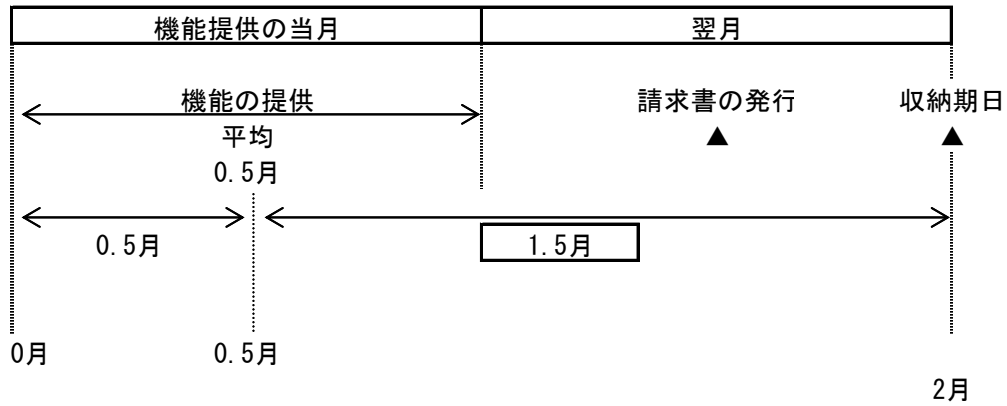 機能提供の当月 翌月
機能の提供 請求書の発行 収納期日
平均 ▲ ▲
0.5月
0.5月 1.5月
0月 0.5月
2月